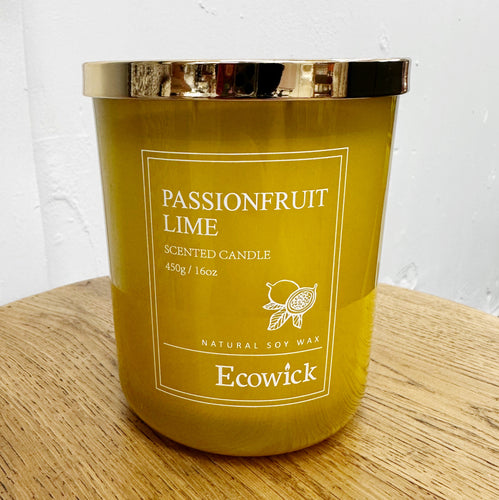 PASSIONFRUIT
LIME
SCENTED CANDLE
450g / 16oz
NATURAL SOY WAX
Ecowick